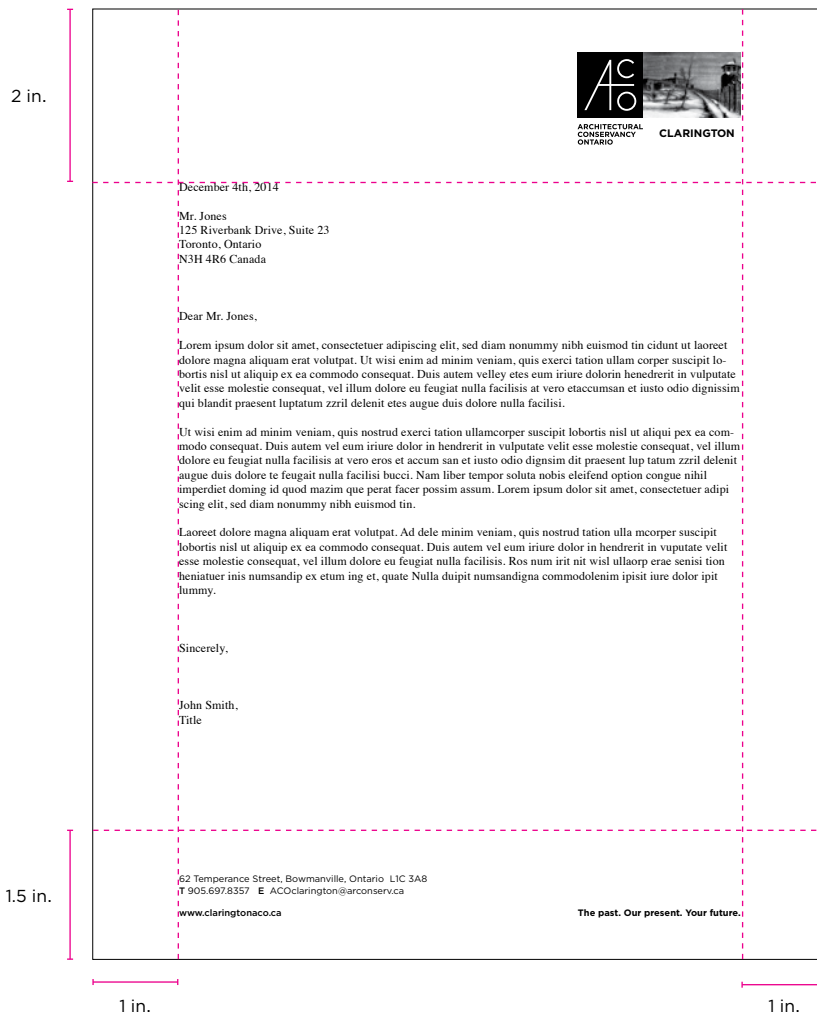 2 in.
AC
O
ARCHITECTURAL
CONSERVANCY
ONTARIO
CLARINGTON
December 4th, 2014
Mr. Jones
125 Riverbank Drive, Suite 23
Toronto, Ontario
N3H 4R6 Canada
Dear Mr. Jones,
Lorem ipsum dolor sit amet, consectetuer adipiscing elit, sed diam nonummy nibh euismod tin cidunt ut laoreet
dolore magna aliquam erat volutpat. Ut wisi enim ad minim veniam, quis exerci tation ullam corper suscipit lo-
bortis nisl ut aliquip ex ea commodo consequat. Duis autem velley etes eum iriure dolorin henedrerit in vulputate
velit esse molestie consequat, vel illum dolore eu feugiat nulla facilisis at vero etaccumsan et iusto odio dignissim
qui blandit praesent luptatum zzril delenit etes augue duis dolore nulla facilisi.
Ut wisi enim ad minim veniam, quis nostrud exerci tation ullamcorper suscipit lobortis nisl ut aliqui pex ea com-
modo consequat. Duis autem vel eum iriure dolor in hendrerit in vulputate velit esse molestie consequat, vel illum
dolore eu feugiat nulla facilisis at vero eros et accum san et iusto odio dignsim dit praesent lup tatum zzril delenit
augue duis dolore te feugait nulla facilisi bucci. Nam liber tempor soluta nobis eleifend option congue nihil
imperdiet doming id quod mazim que perat facer possim assum. Lorem ipsum dolor sit amet, consectetuer adipi
scing elit, sed diam nonummy nibh euismod tin.
Laoreet dolore magna aliquam erat volutpat. Ad dele minim veniam, quis nostrud tation ulla mcorper suscipit
lobortis nisl ut aliquip ex ea commodo consequat. Duis autem vel eum iriure dolor in hendrerit in vuputate velit
esse molestie consequat, vel illum dolore eu feugiat nulla facilisis. Ros num irit nit wisl ullaorp erae senisi tion
heniatuer inis numsandip ex etum ing et, quate Nulla duipit numsandigna commodolenim ipisit iure dolor ipit
lummy.
Sincerely,
John Smith,
Title
1.5 in.
62 Temperance Street, Bowmanville, Ontario L1C 3A8
T 905.697.8357 E ACOclarington@arconserv.ca
www.claringtonaco.ca
The past. Our present. Your future.
1 in.
1 in.